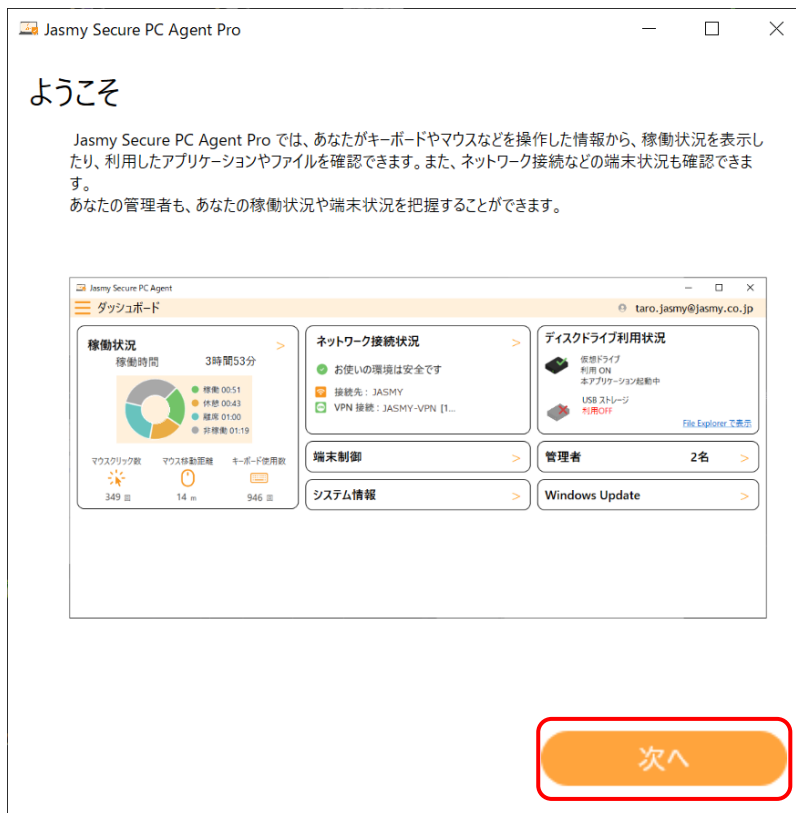 Jasmy Secure PC Agent Pro
ようこそ
Jasmy Secure PC Agent Pro では、あなたがキーボードやマウスなどを操作した情報から、稼働状況を表示し
たり、利用したアプリケーションやファイルを確認できます。また、ネットワーク接続などの端末状況も確認できま
す。
あなたの管理者も、あなたの稼働状況や端末状況を把握することができます。
Jasmy Secure PC Agent
ダッシュボード
taro.jasmy@jasmy.co.jp
稼働状況 >
稼働時間 3時間53分
稼働 00:51
休憩 00:43
離席 01:00
非稼働 01:19
マウスクリック数 マウス移動距離 キーボード使用数
349 回 14 m 946 回
ネットワーク接続状況 >
お使いの環境は安全です
接続先 : JASMY
VPN 接続 : JASMY-VPN [1...
ディスクドライブ利用状況
仮想ドライブ
利用 ON
本アプリケーション起動中
USB ストレージ
利用OFF
File Explorer で表示
端末制御 >
管理者 2名 >
システム情報 >
Windows Update >
次へ